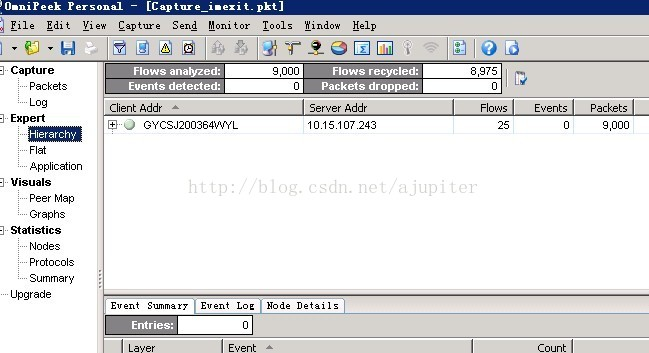 OmniPeek Personal - [Capture_imexit.pkt]
File Edit View Capture Send Monitor Tools Window Help
Capture
Packets
Log
Expert
Hierarchy
Flat
Application
Visuals
Peer Map
Graphs
Statistics
Nodes
Protocols
Summary
Upgrade
Flows analyzed: 9,000 Flows recycled: 8,975
Events detected: 0 Packets dropped: 0
Client Addr Server Addr Flows Events Packets
GYCSJ200364WYL 10.15.107.243 25 0 9,000
http://blog.csdn.net/ajupiter
Event Summary Event Log Node Details
Entries: 0
Layer Event Count